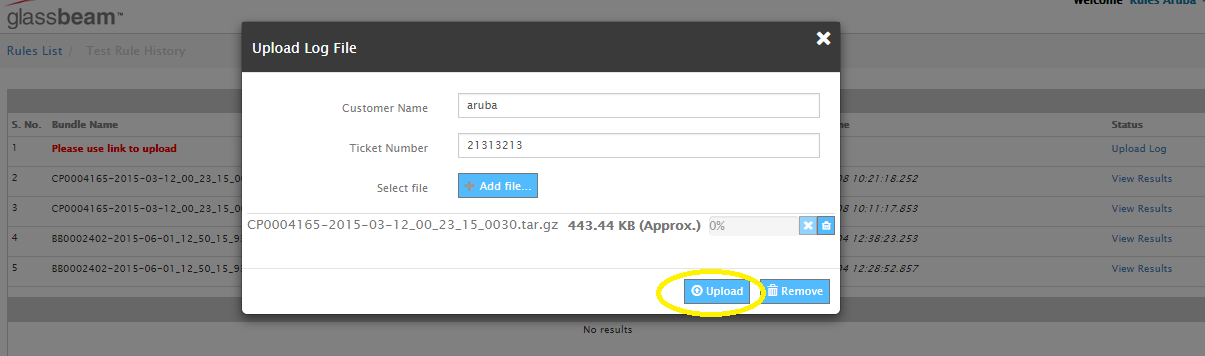 Welcome Rules Aruba
glassbeam™
Rules List / Test Rule History
Upload Log File
Customer Name aruba
Ticket Number 21313213
Select file Add file...
CP0004165-2015-03-12_00_23_15_0030.tar.gz 443.44 KB (Approx.) 0%
Upload Remove
S. No. Bundle Name Status
1 Please use link to upload Upload Log
2 CP0004165-2015-03-12_00_23_15_0 08 10:21:18.252 View Results
3 CP0004165-2015-03-12_00_23_15_0 08 10:11:17.853 View Results
4 BB0002402-2015-06-01_12_50_15_9 04 12:38:23.253 View Results
5 BB0002402-2015-06-01_12_50_15_9 04 12:28:52.857 View Results
No results